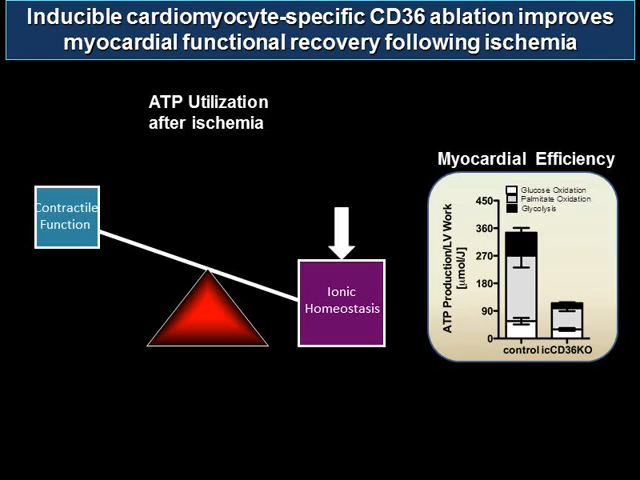 Inducible cardiomyocyte-specific CD36 ablation improves
myocardial functional recovery following ischemia
ATP Utilization
after ischemia
Contractile
Function
Ionic
Homeostasis
Myocardial Efficiency
Glucose Oxidation
Palmitate Oxidation
Glycolysis
ATP Production/LV Work
[µmol/J]
450
360
270
180
90
0
control icCD36KO